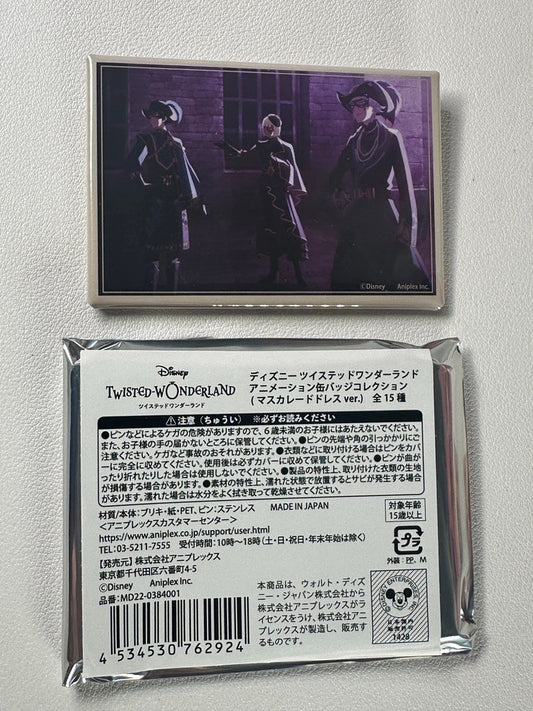 ©Disney Aniplex Inc.
Disney
TWISTED-WONDERLAND
ツイステッドワンダーランド
ディズニー ツイステッドワンダーランド
アニメーション缶バッジコレクション
(マスカレードドレス ver.) 全15種
注意(ちゅうい) ※必ずお読みください
●ピンなどによるケガの危険がありますので、6歳未満のお子様にはあたえないでください。
また、お子様の手の届かないところに保管してください。●ピンの先端や角の引っかかりにご
注意ください。ケガなど事故のおそれがあります。●衣類などに取り付ける場合はピンをカバ
ーに完全に収めてください。使用後は必ずカバーに収めて保管してください。●ピンが曲が
ったり折れたりした場合は使用しないでください。●製品の特性上、取り付けた衣類の生地
が損傷する場合があります。●素材の特性上、濡れた状態で放置するとサビが発生する場合
があります。濡れた場合は水分をよく拭き取って乾燥させてください。
材質/本体:ブリキ・紙・PET、ピン:ステンレス MADE IN JAPAN
<アニプレックスカスタマーセンター>
https://www.aniplex.co.jp/support/user.html
TEL:03-5211-7555 受付時間:10時~18時(土・日・祝日・年末年始は除く)
対象年齢
15歳以上
【発売元】株式会社アニプレックス
東京都千代田区六番町4-5
©Disney Aniplex Inc.
品番:MD22-0384001
プラ
外装:PP、M
4 534530 762924
本商品は、ウォルト・ディズ
ニー・ジャパン株式会社から
株式会社アニプレックスがラ
イセンスをうけ、株式会社ア
ニプレックスが製造し、販売す
るものです。
ENTERPRISE
日本国内
販売許諾
1428